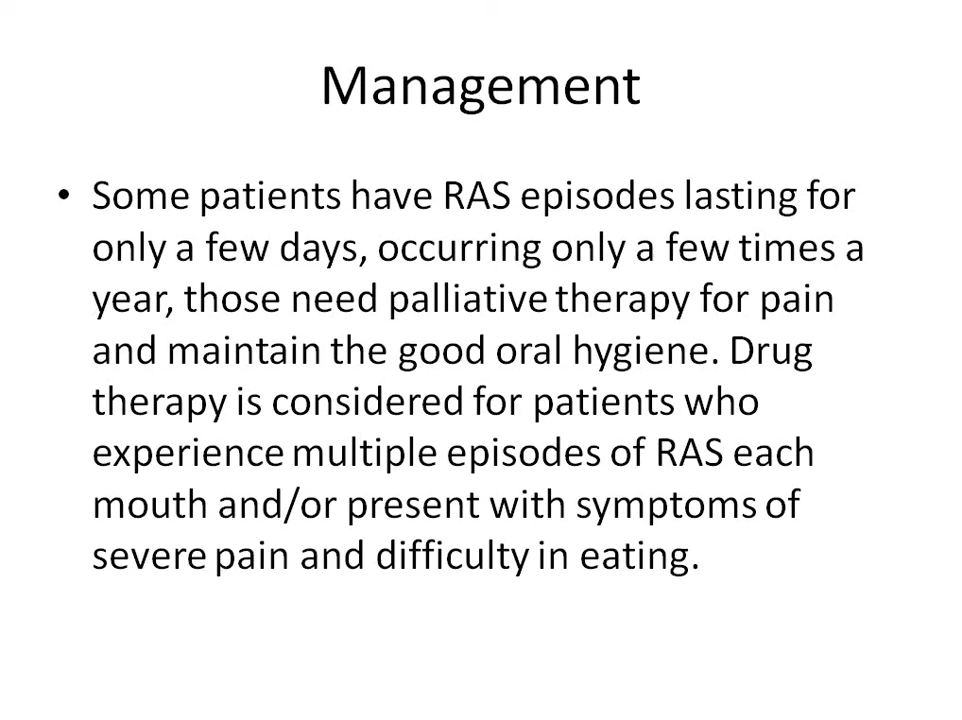 Management
• Some patients have RAS episodes lasting for
only a few days, occurring only a few times a
year, those need palliative therapy for pain
and maintain the good oral hygiene. Drug
therapy is considered for patients who
experience multiple episodes of RAS each
mouth and/or present with symptoms of
severe pain and difficulty in eating.